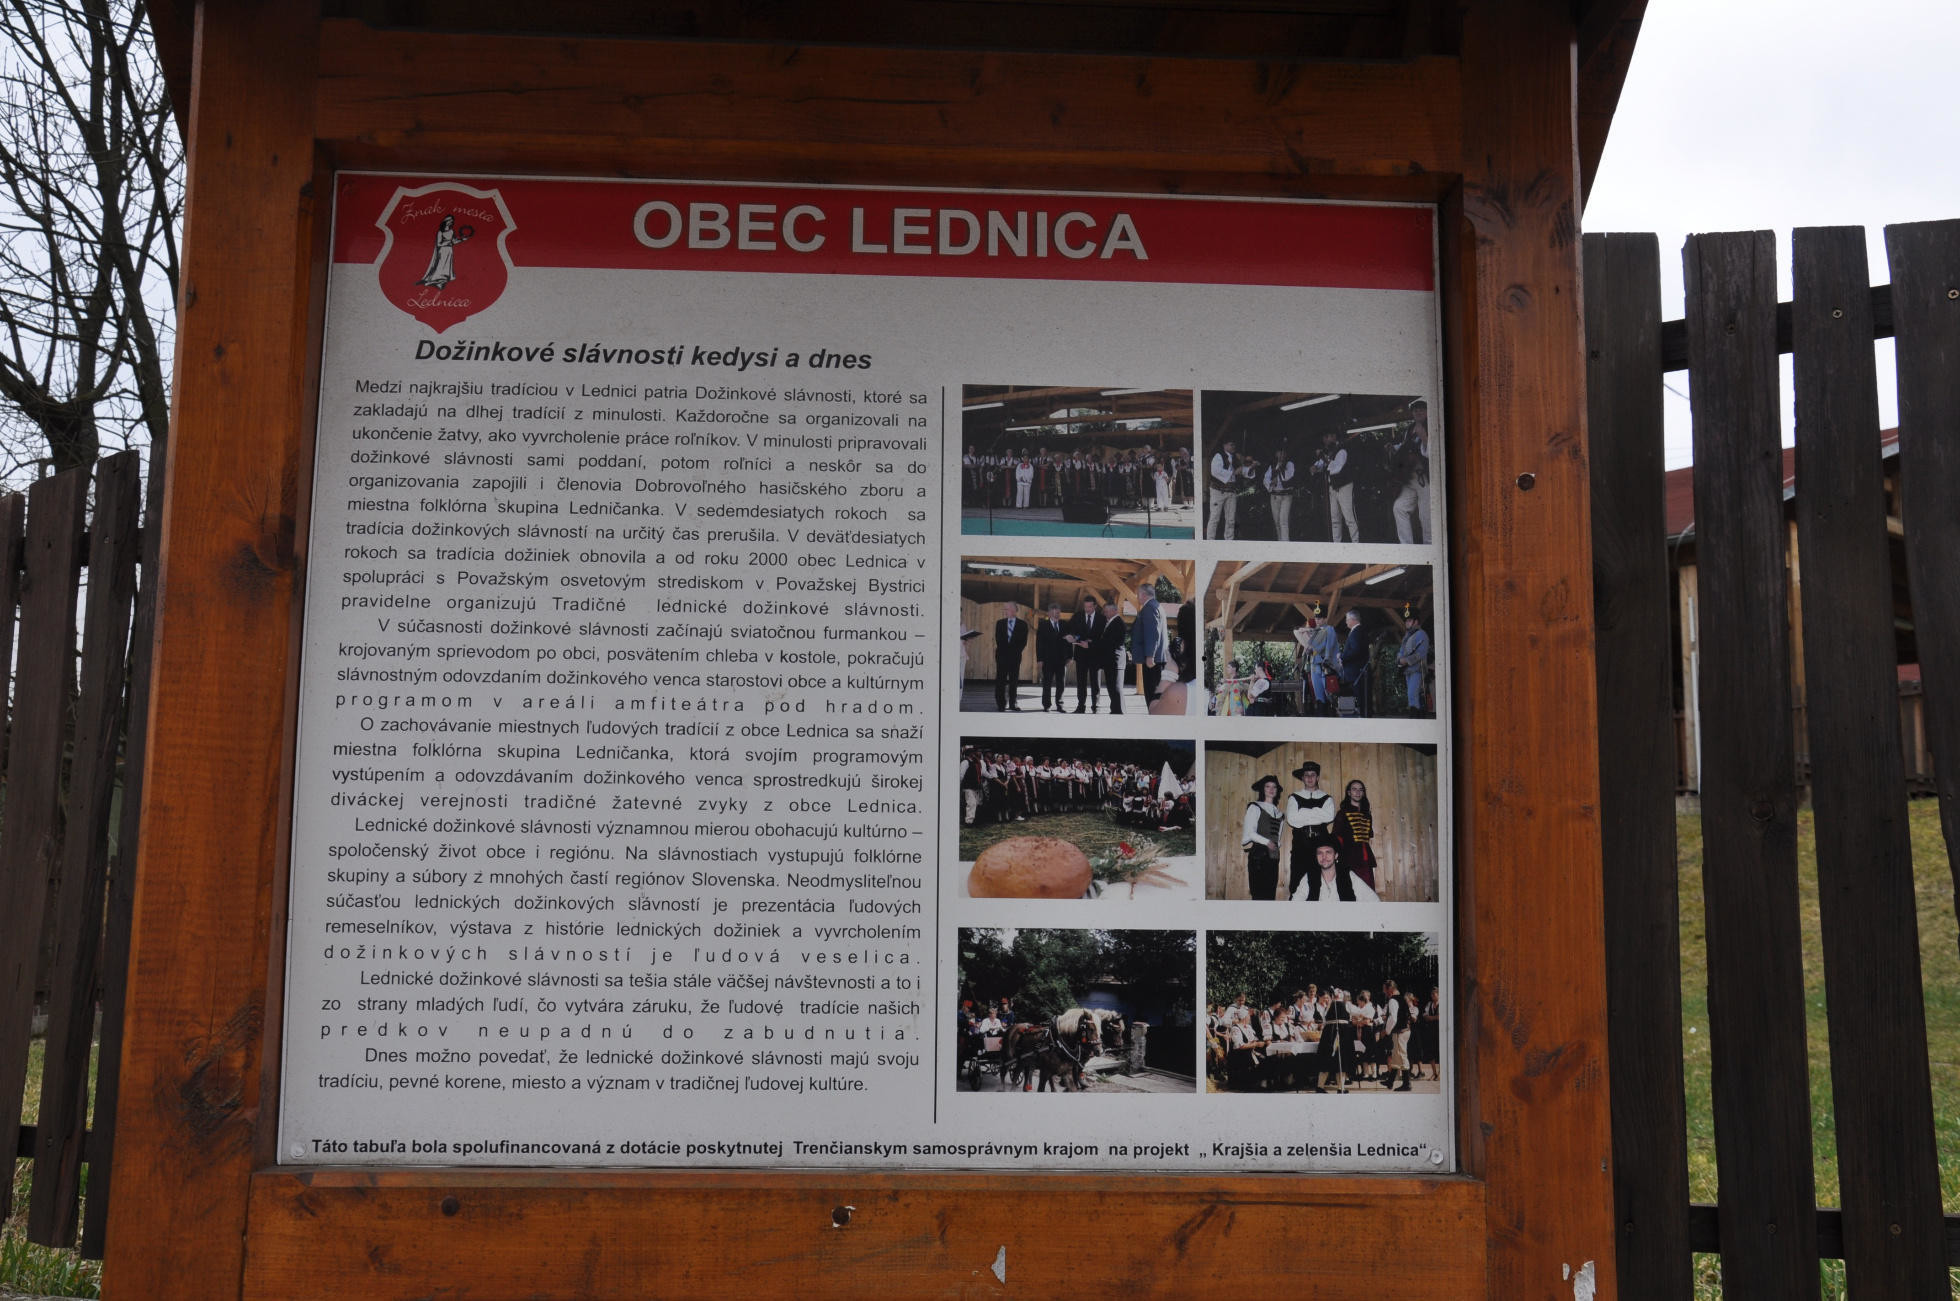 Znak mesta
Lednica
OBEC LEDNICA
Dožinkové slávnosti kedysi a dnes
Medzi najkrajšiu tradíciou v Lednici patria Dožinkové slávnosti, ktoré sa
zakladajú na dlhej tradícií z minulosti. Každoročne sa organizovali na
ukončenie žatvy, ako vyvrcholenie práce roľníkov. V minulosti pripravovali
dožinkové slávnosti sami poddaní, potom roľníci a neskôr sa do
organizovania zapojili i členovia Dobrovoľného hasičského zboru a
miestna folklórna skupina Ledničanka. V sedemdesiatych rokoch sa
tradícia dožinkových slávností na určitý čas prerušila. V deväťdesiatych
rokoch sa tradícia dožiniek obnovila a od roku 2000 obec Lednica v
spolupráci s Považským osvetovým strediskom v Považskej Bystrici
pravidelne organizujú Tradičné lednické dožinkové slávnosti.
V súčasnosti dožinkové slávnosti začínajú sviatočnou furmankou –
krojovaným sprievodom po obci, posvätením chleba v kostole, pokračujú
slávnostným odovzdaním dožinkového venca starostovi obce a kultúrnym
programom v areáli amfiteátra pod hradom.
O zachovávanie miestnych ľudových tradícií z obce Lednica sa snaží
miestna folklórna skupina Ledničanka, ktorá svojím programovým
vystúpením a odovzdávaním dožinkového venca sprostredkujú širokej
diváckej verejnosti tradičné žatevné zvyky z obce Lednica.
Lednické dožinkové slávnosti významnou mierou obohacujú kultúrno –
spoločenský život obce i regiónu. Na slávnostiach vystupujú folklórne
skupiny a súbory z mnohých častí regiónov Slovenska. Neodmysliteľnou
súčasťou lednických dožinkových slávností je prezentácia ľudových
remeselníkov, výstava z histórie lednických dožiniek a vyvrcholením
dožinkových slávností je ľudová veselica.
Lednické dožinkové slávnosti sa tešia stále väčšej návštevnosti a to i
zo strany mladých ľudí, čo vytvára záruku, že ľudové tradície našich
predkov neupadnú do zabudnutia.
Dnes možno povedať, že lednické dožinkové slávnosti majú svoju
tradíciu, pevné korene, miesto a význam v tradičnej ľudovej kultúre.
Táto tabuľa bola spolufinancovaná z dotácie poskytnutej Trenčianskym samosprávnym krajom na projekt „ Krajšia a zelenšia Lednica“